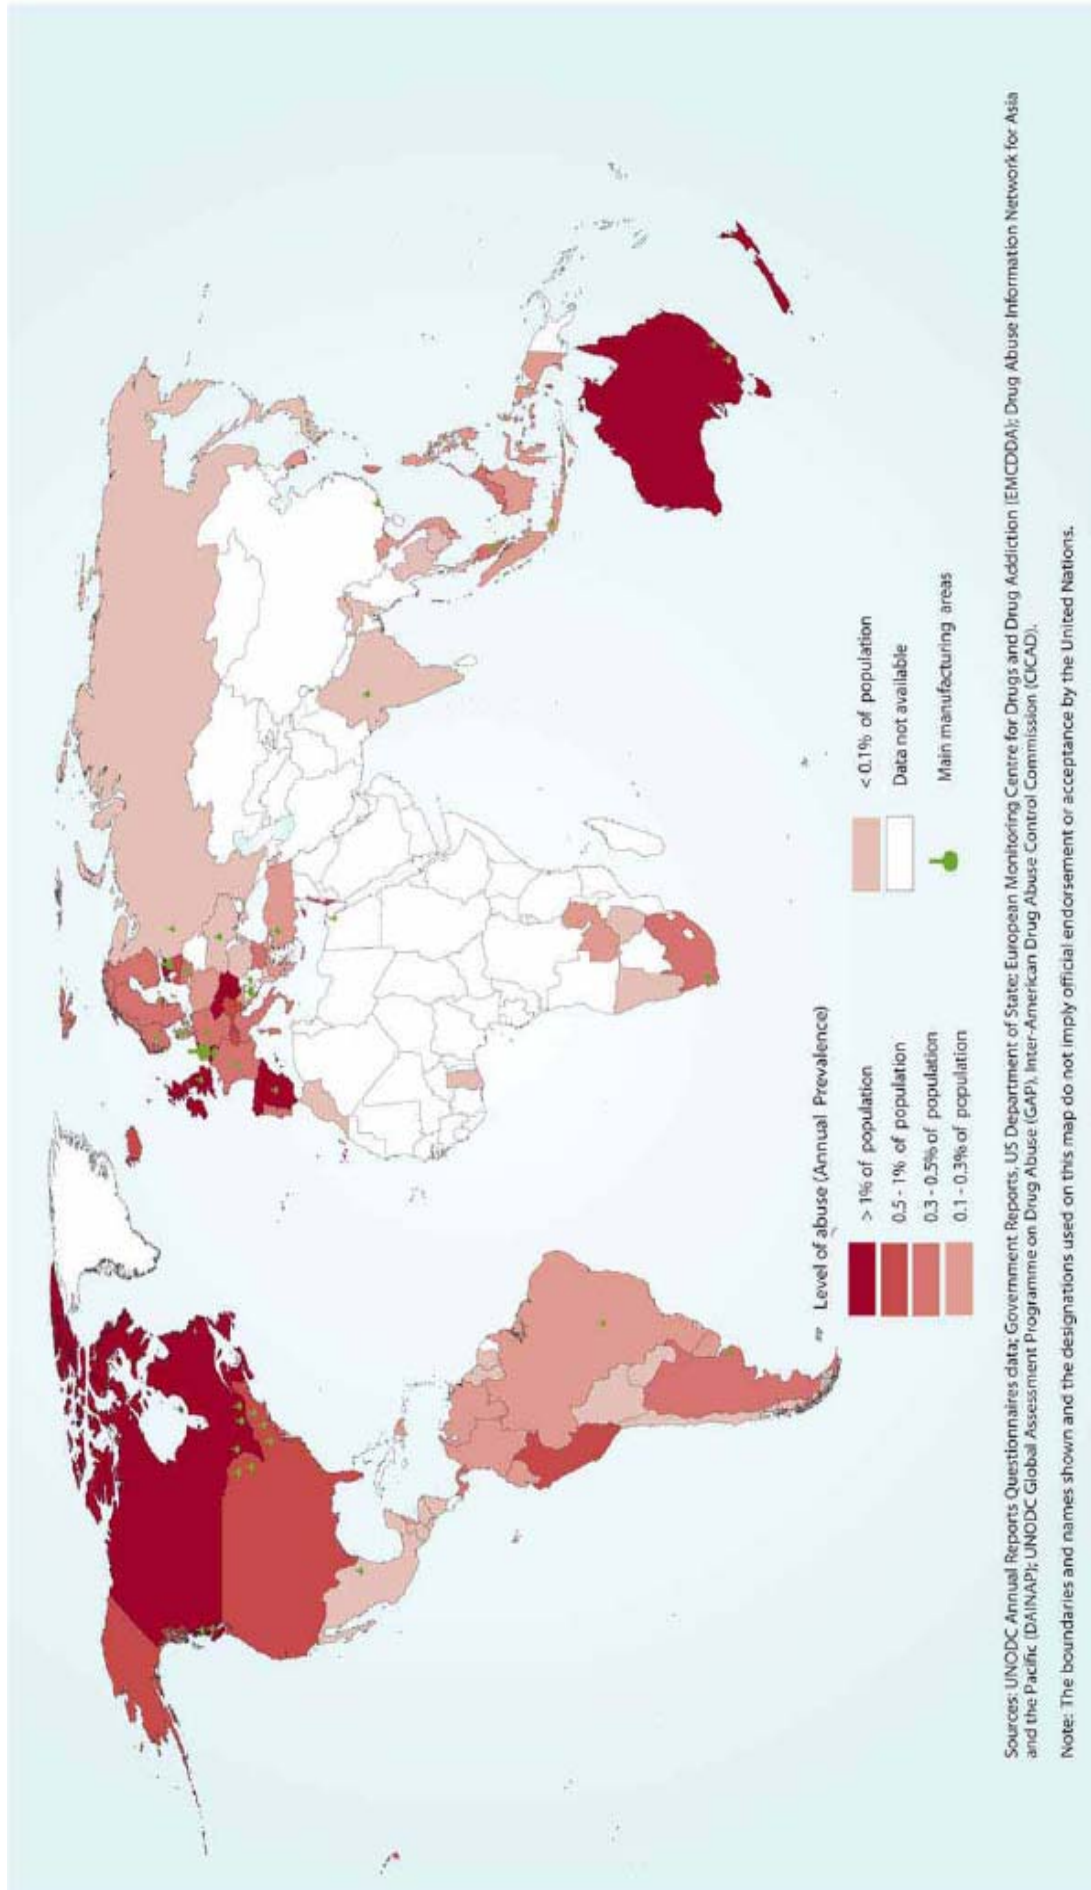 Level of abuse (Annual Prevalence)
> 1% of population
0.5 - 1% of population
0.3 - 0.5% of population
0.1 - 0.3% of population
< 0.1% of population
Data not available
Main manufacturing areas
Sources: UNODC Annual Reports Questionnaires data; Government Reports, US Department of State; European Monitoring Centre for Drugs and Drug Addiction (EMCDDA); Drug Abuse Information Network for Asia
and the Pacific (DAINAP); UNODC Global Assessment Programme on Drug Abuse (GAP), Inter-American Drug Abuse Control Commission (CICAD).
Note: The boundaries and names shown and the designations used on this map do not imply official endorsement or acceptance by the United Nations.